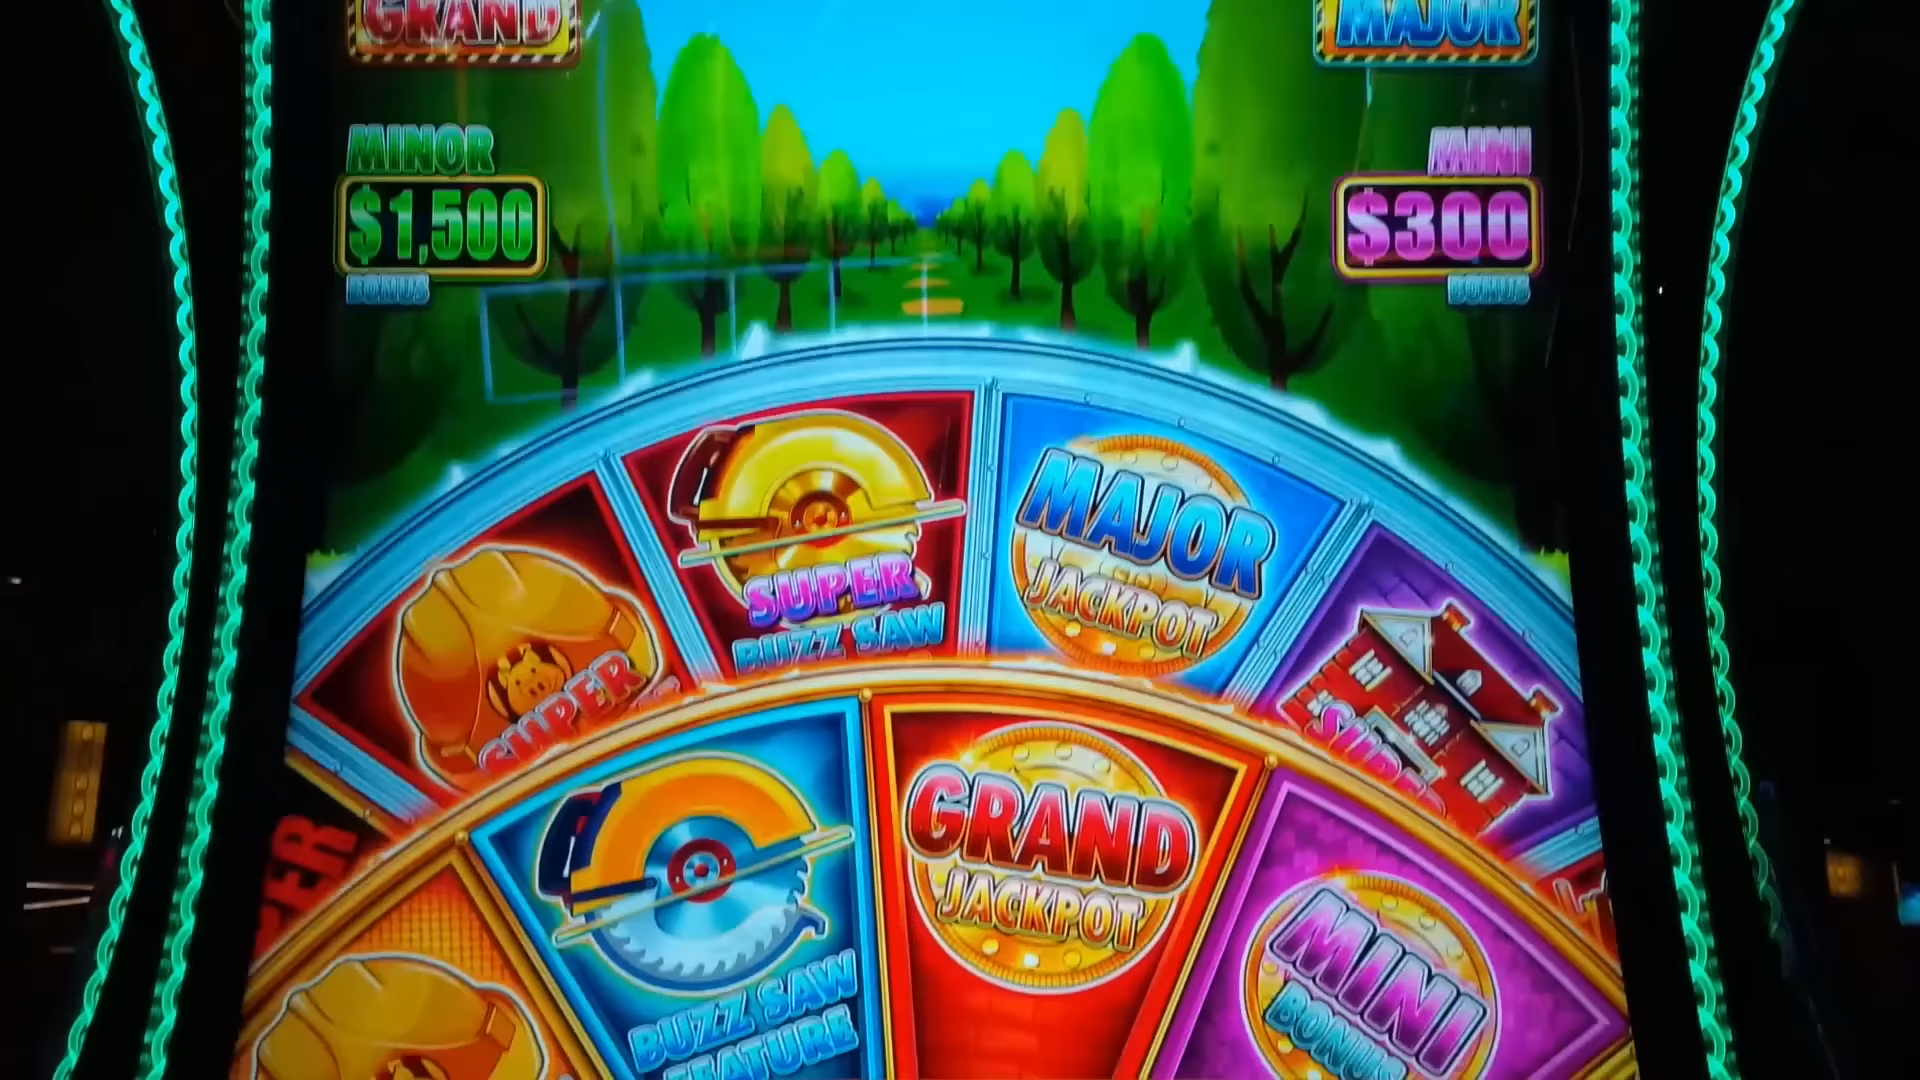 GRAND
MAJOR
MINOR
$1,500
BONUS
MINI
$300
BONUS
SUPER
BUZZ SAW
MAJOR
JACKPOT
SUPER
SUPER
BUZZ SAW
FEATURE
GRAND
JACKPOT
MINI
BONUS